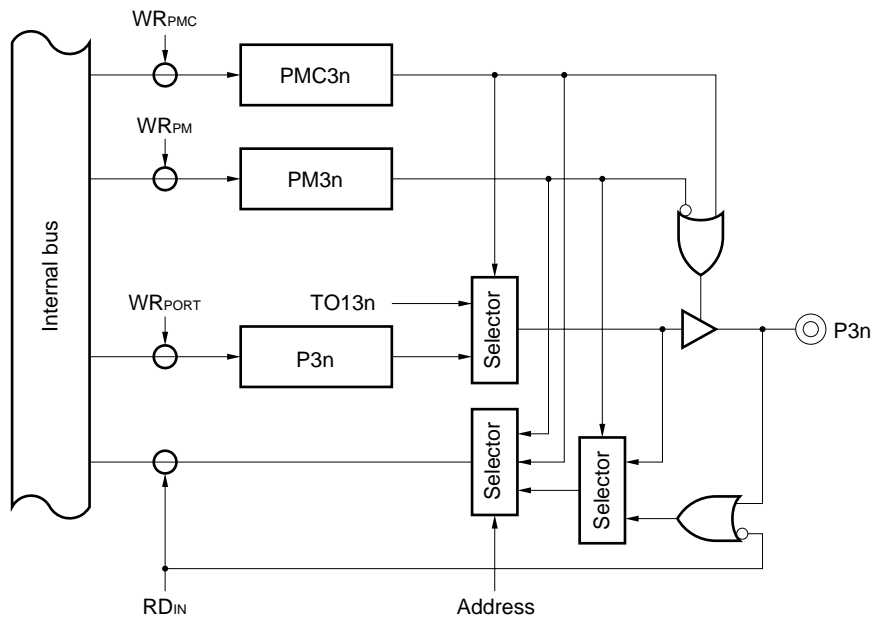 WRPMC
PMC3n
WRPM
PM3n
Internal bus
WRPORT
TO13n
P3n
Selector
P3n
Selector
Selector
RDIN
Address